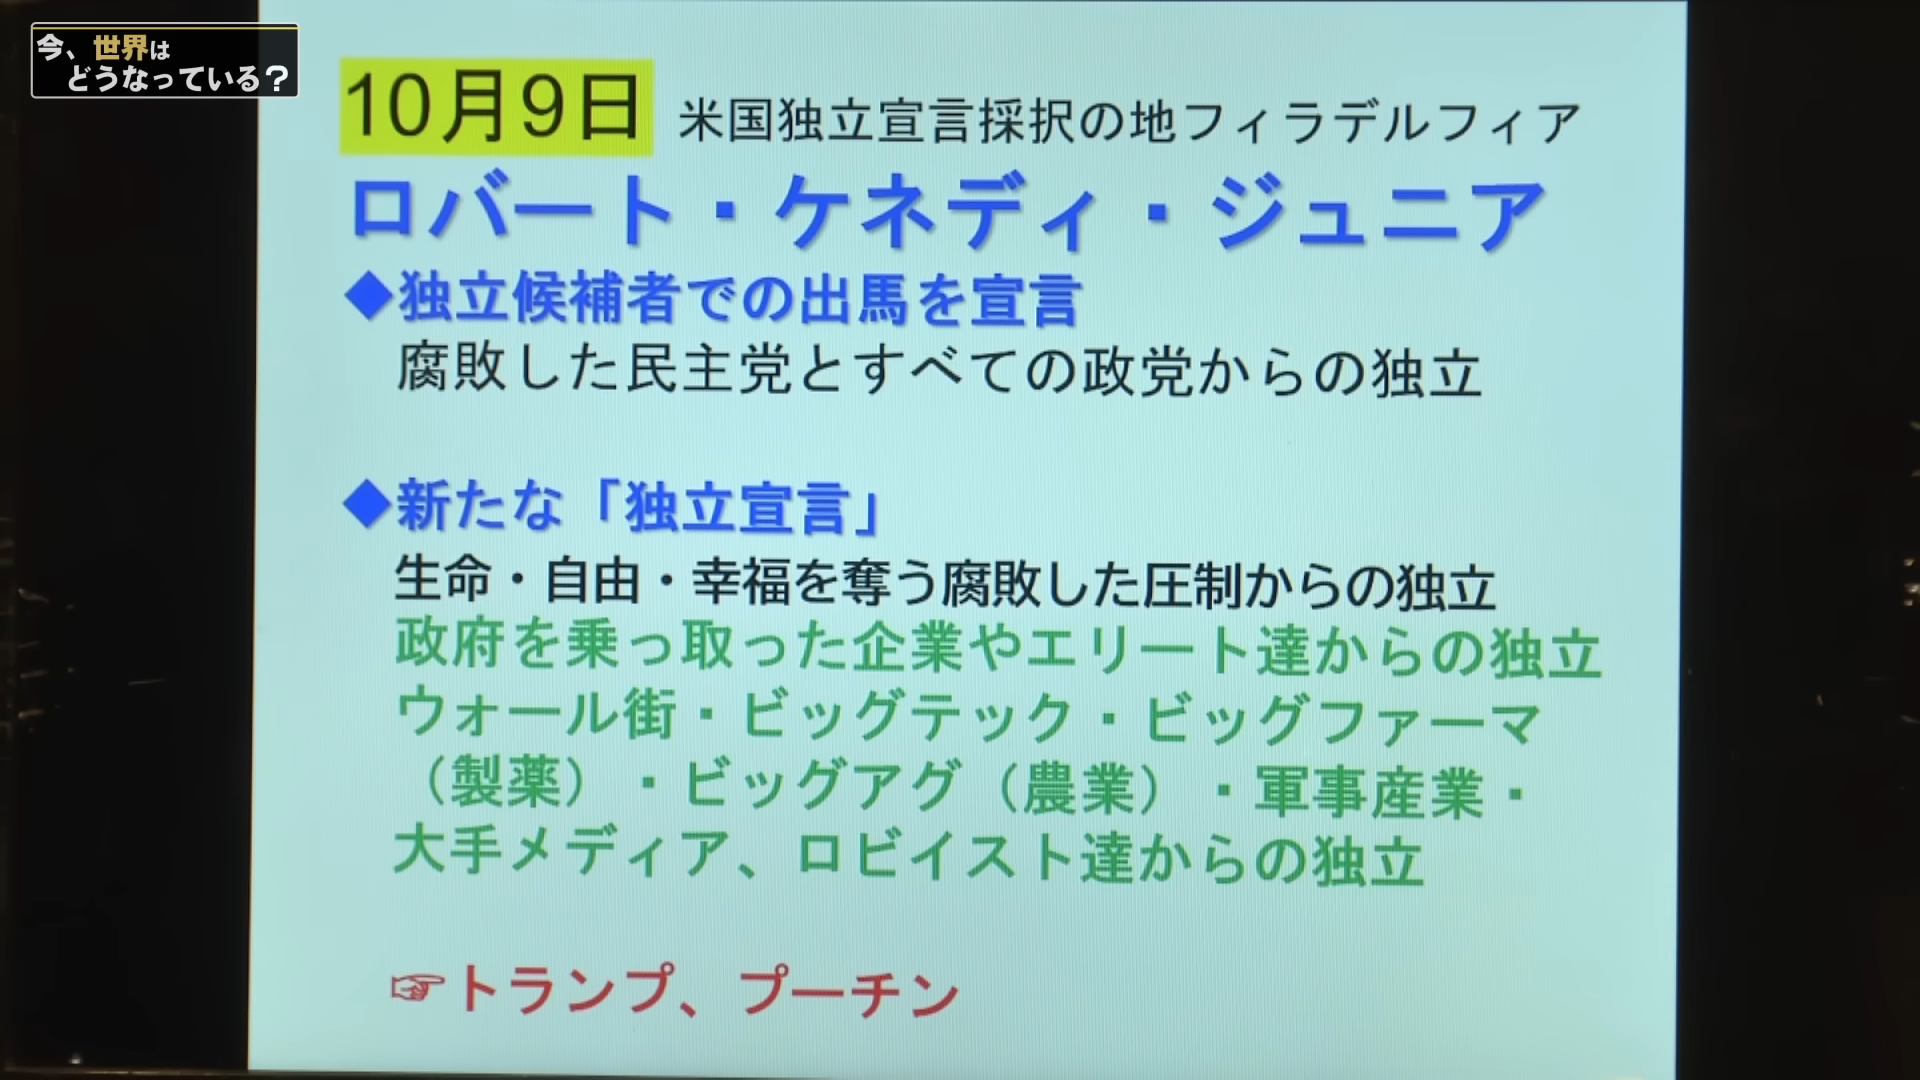 今、世界は
どうなっている？
10月9日 米国独立宣言採択の地フィラデルフィア
ロバート・ケネディ・ジュニア
◆独立候補者での出馬を宣言
腐敗した民主党とすべての政党からの独立
◆新たな「独立宣言」
生命・自由・幸福を奪う腐敗した圧制からの独立
政府を乗っ取った企業やエリート達からの独立
ウォール街・ビッグテック・ビッグファーマ
（製薬）・ビッグアグ（農業）・軍事産業・
大手メディア、ロビイスト達からの独立
☞トランプ、プーチン